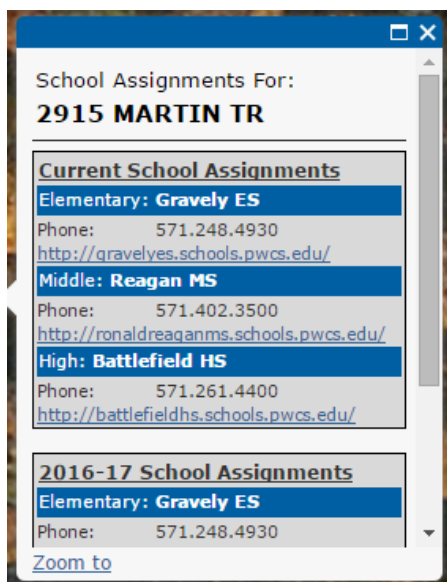 School Assignments For:
2915 MARTIN TR
Current School Assignments
Elementary: Gravely ES
Phone: 571.248.4930
http://gravelyes.schools.pwcs.edu/
Middle: Reagan MS
Phone: 571.402.3500
http://ronaldreaganms.schools.pwcs.edu/
High: Battlefield HS
Phone: 571.261.4400
http://battlefieldhs.schools.pwcs.edu/
2016-17 School Assignments
Elementary: Gravely ES
Phone: 571.248.4930
Zoom to